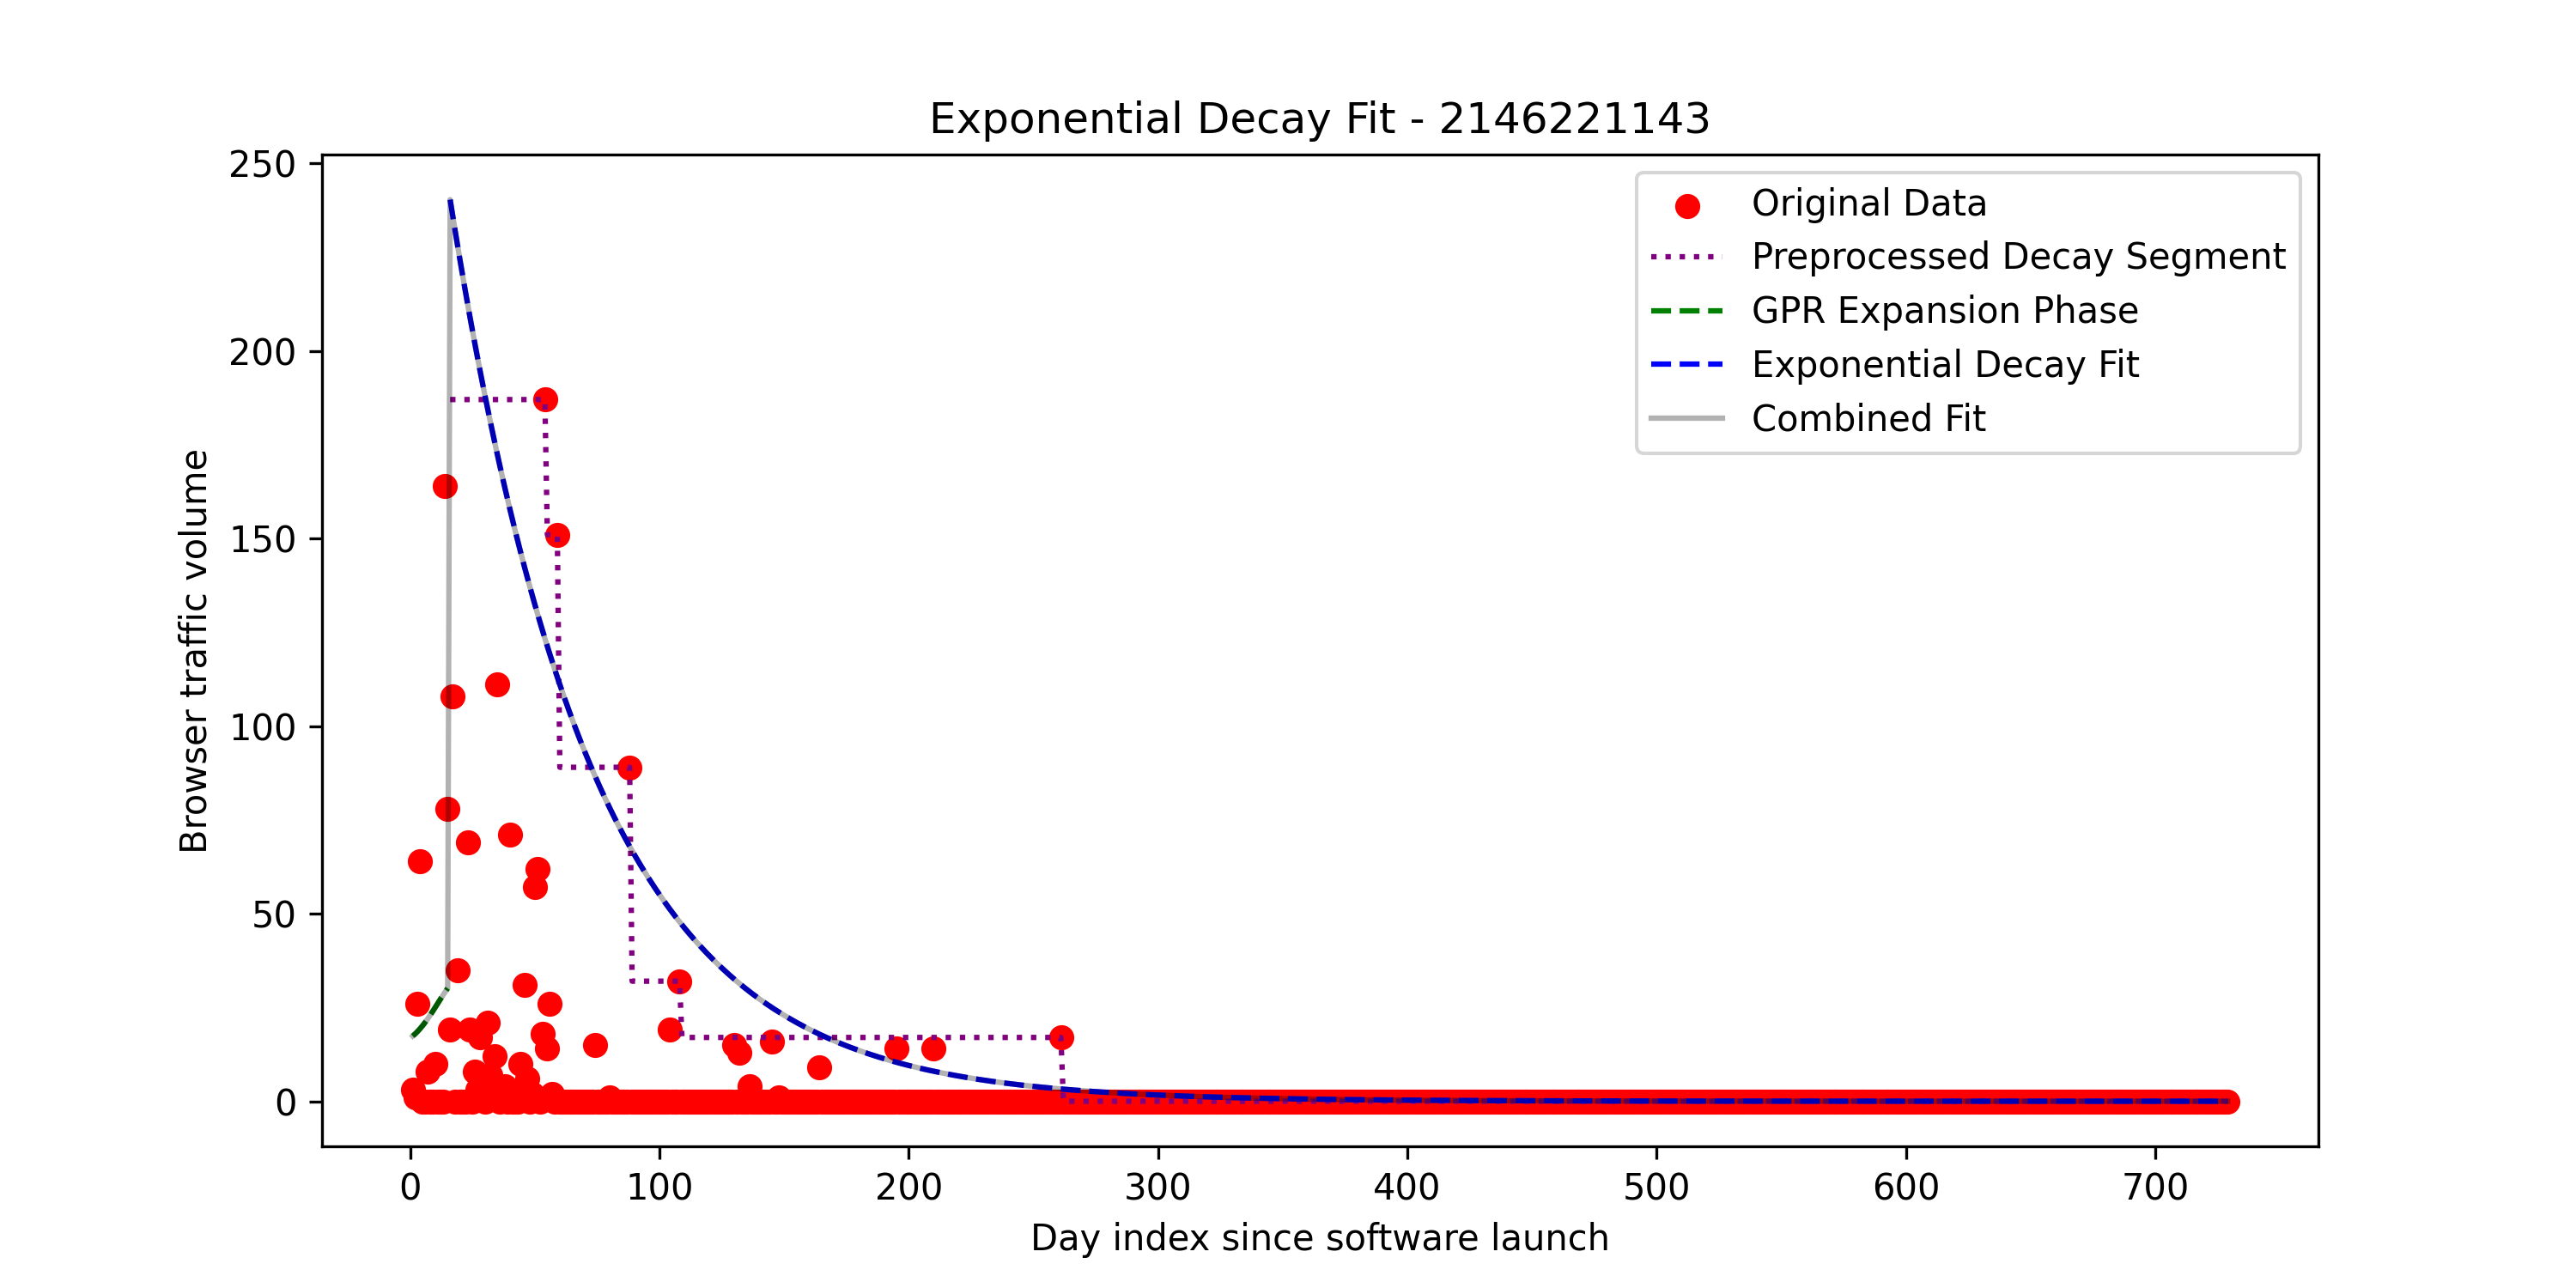 Exponential Decay Fit - 2146221143
250
200
150
100
50
0
Browser traffic volume
Original Data
Preprocessed Decay Segment
GPR Expansion Phase
Exponential Decay Fit
Combined Fit
0 100 200 300 400 500 600 700
Day index since software launch